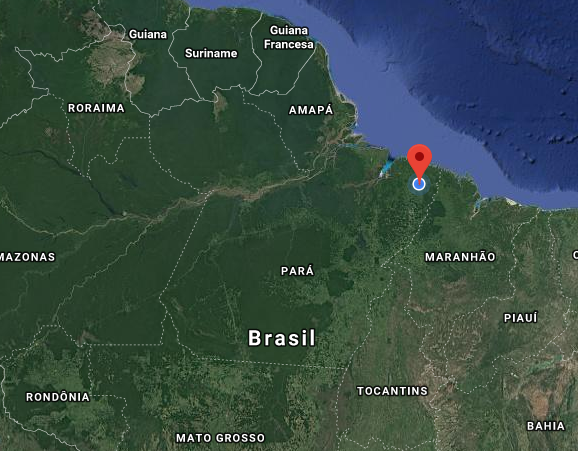 Guiana
Guiana
Francesa
Suriname
RORAIMA
AMAPÁ
MAZONAS
PARÁ
MARANHÃO
C
PIAUÍ
Brasil
TOCANTINS
RONDÔNIA
BAHIA
MATO GROSSO